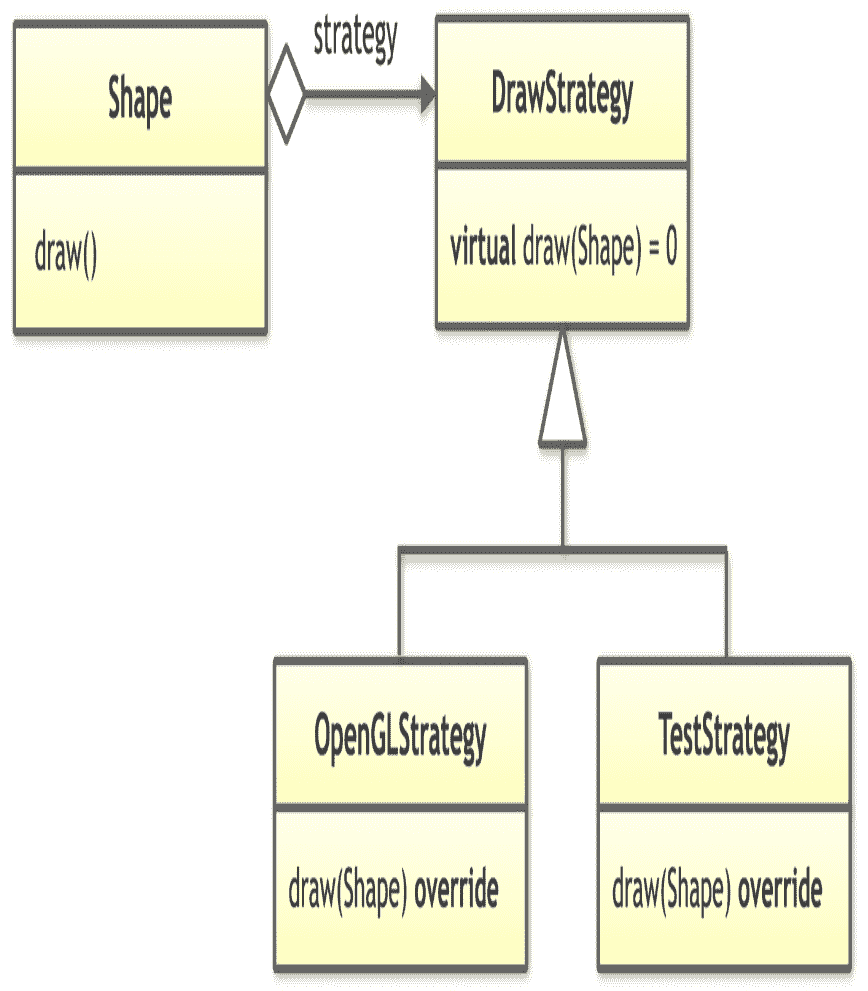 strategy
Shape
draw()
DrawStrategy
virtual draw(Shape) = 0
OpenGLStrategy
draw(Shape) override
TestStrategy
draw(Shape) override